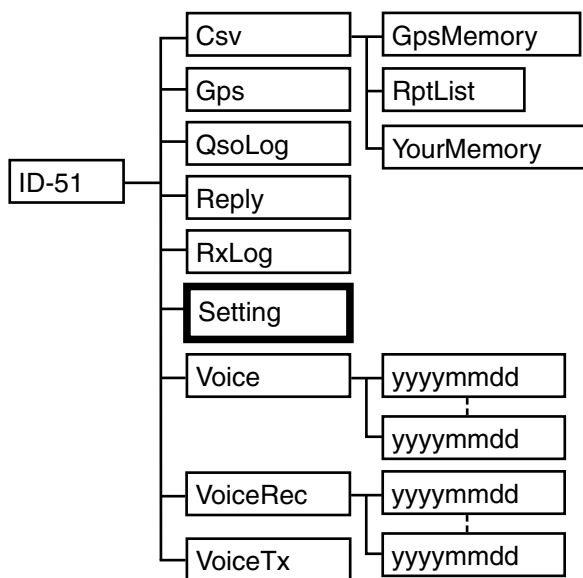 ID-51
Csv
GpsMemory
RptList
YourMemory
Gps
QsoLog
Reply
RxLog
Setting
Voice
yyyymmdd
yyyymmdd
VoiceRec
yyyymmdd
yyyymmdd
VoiceTx